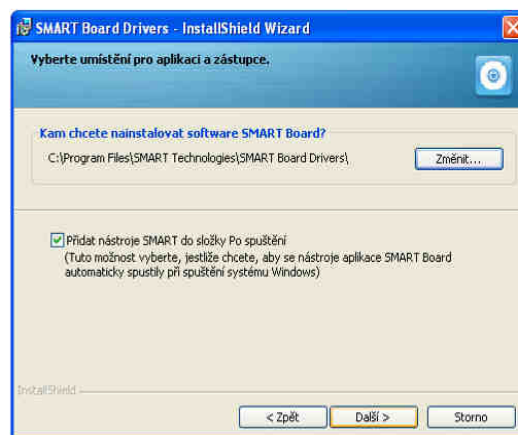 SMART Board Drivers - InstallShield Wizard
Vyberte umístění pro aplikaci a zástupce.
Kam chcete nainstalovat software SMART Board?
C:\Program Files\SMART Technologies\SMART Board Drivers\
Změnit...
Přidat nástroje SMART do složky Po spuštění
(Tuto možnost vyberte, jestliže chcete, aby se nástroje aplikace SMART Board
automaticky spustily při spuštění systému Windows)
InstallShield
< Zpět
Další >
Storno